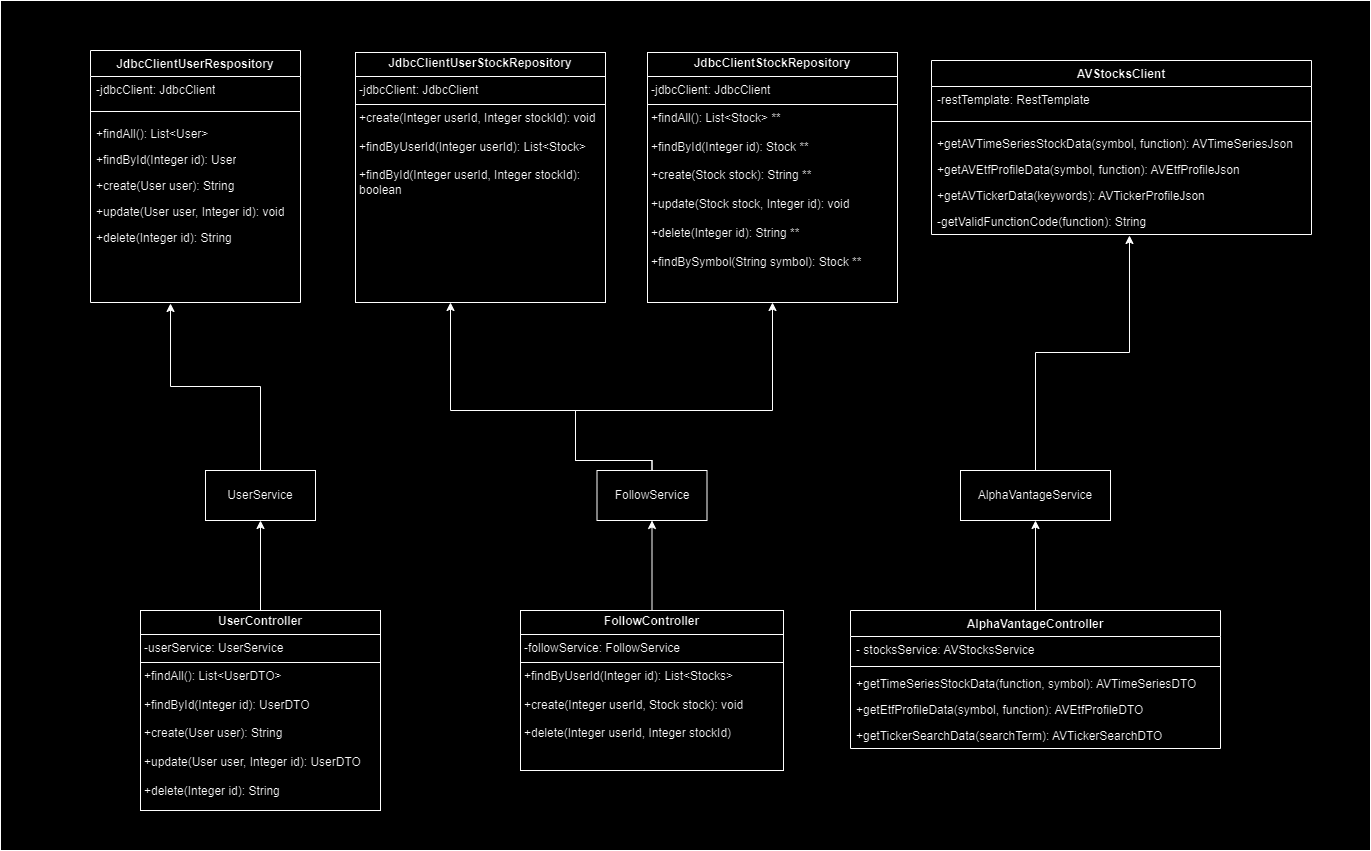 JdbcClientUserRespository
-jdbcClient: JdbcClient
+findAll(): List<User>
+findById(Integer id): User
+create(User user): String
+update(User user, Integer id): void
+delete(Integer id): String
JdbcClientUserStockRepository
-jdbcClient: JdbcClient
+create(Integer userId, Integer stockId): void
+findByUserId(Integer userId): List<Stock>
+findById(Integer userId, Integer stockId):
boolean
JdbcClientStockRepository
-jdbcClient: JdbcClient
+findAll(): List<Stock> **
+findById(Integer id): Stock **
+create(Stock stock): String **
+update(Stock stock, Integer id): void
+delete(Integer id): String **
+findBySymbol(String symbol): Stock **
AVStocksClient
-restTemplate: RestTemplate
+getAVTimeSeriesStockData(symbol, function): AVTimeSeriesJson
+getAVEtfProfileData(symbol, function): AVEtfProfileJson
+getAVTickerData(keywords): AVTickerProfileJson
-getValidFunctionCode(function): String
UserService
FollowService
AlphaVantageService
UserController
-userService: UserService
+findAll(): List<UserDTO>
+findById(Integer id): UserDTO
+create(User user): String
+update(User user, Integer id): UserDTO
+delete(Integer id): String
FollowController
-followService: FollowService
+findByUserId(Integer id): List<Stocks>
+create(Integer userId, Stock stock): void
+delete(Integer userId, Integer stockId)
AlphaVantageController
- stocksService: AVStocksService
+getTimeSeriesStockData(function, symbol): AVTimeSeriesDTO
+getEtfProfileData(symbol, function): AVEtfProfileDTO
+getTickerSearchData(searchTerm): AVTickerSearchDTO